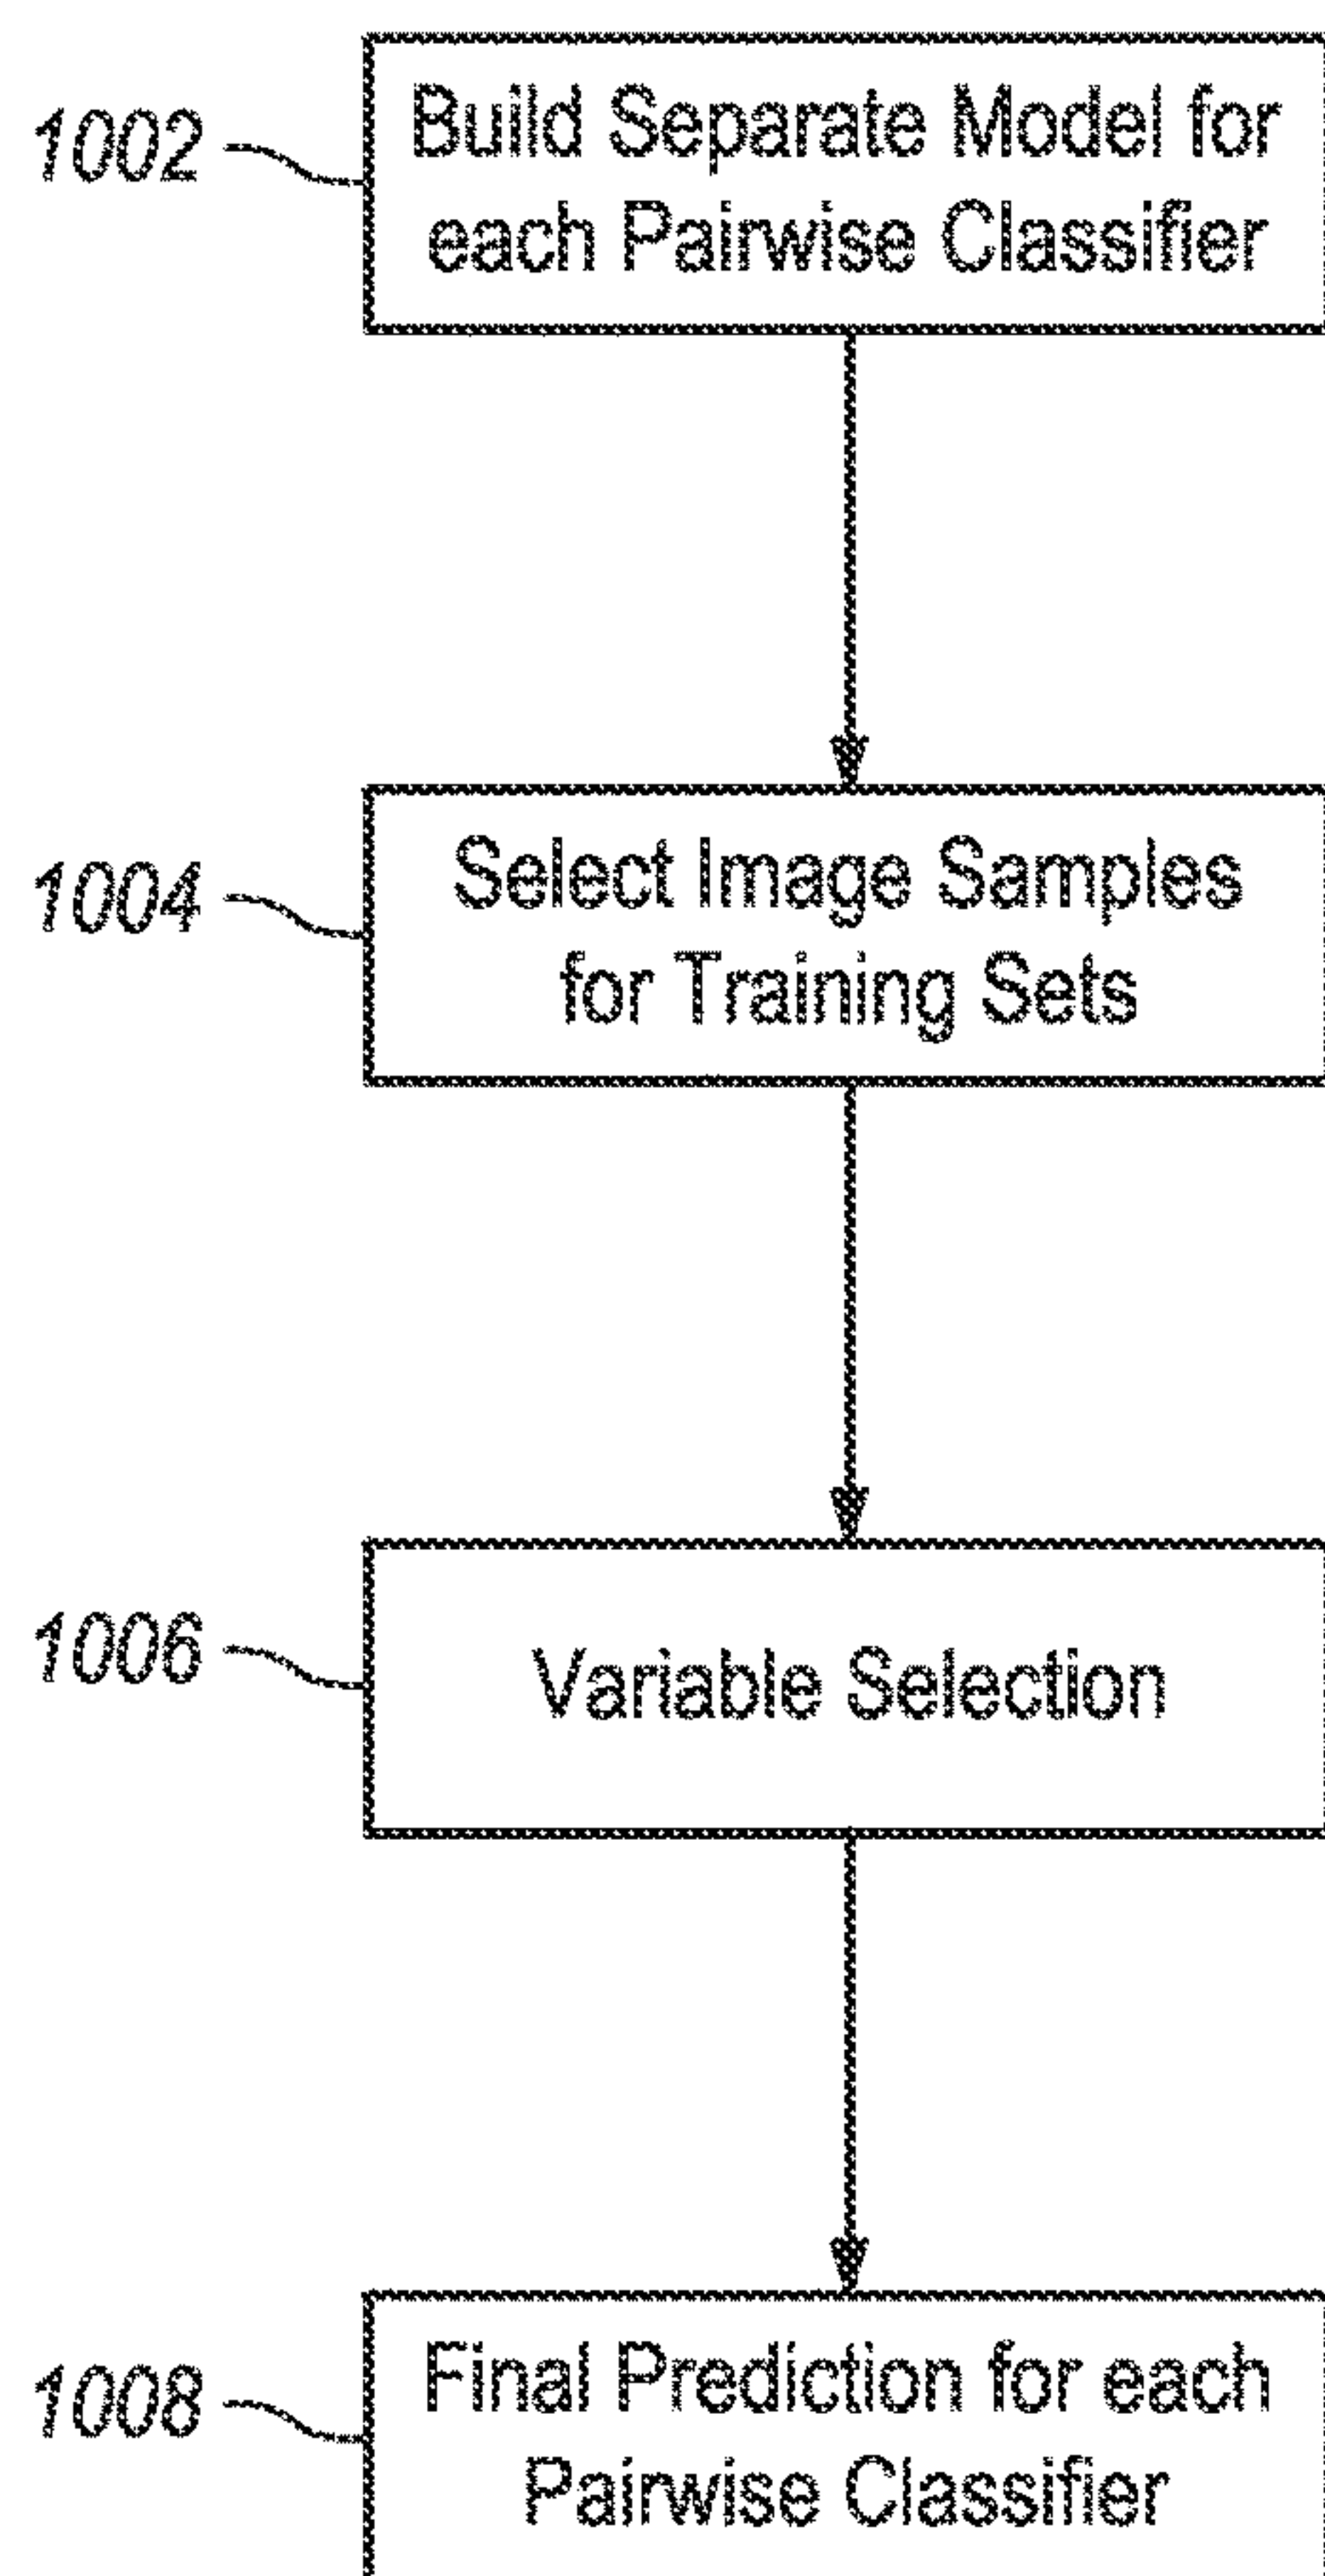 1002
Build Separate Model for
each Pairwise Classifier
1004
Select Image Samples
for Training Sets
1006
Variable Selection
1008
Final Prediction for each
Pairwise Classifier